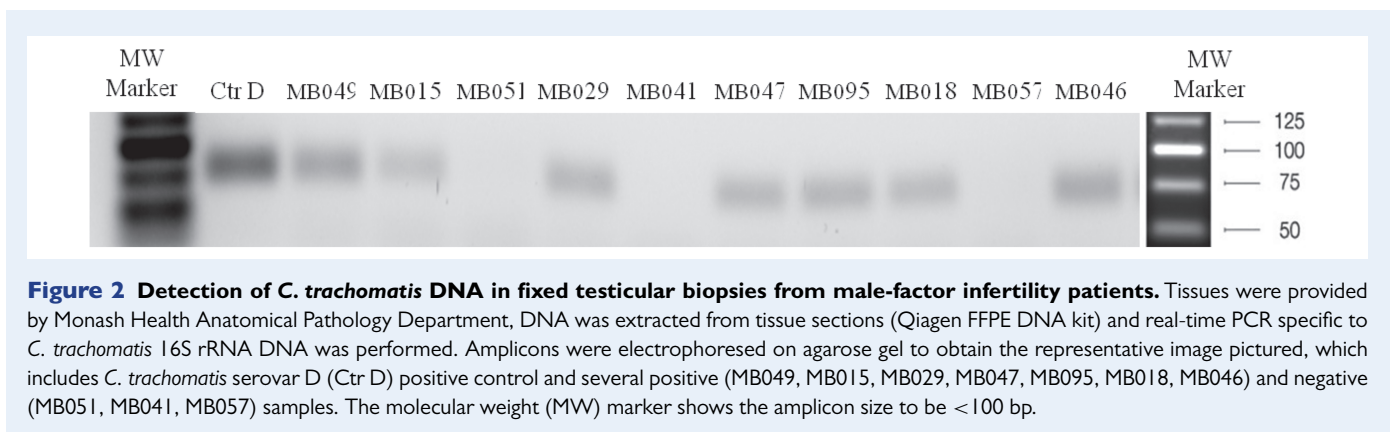 MW Marker Ctr D MB049 MB015 MB051 MB029 MB041 MB047 MB095 MB018 MB057 MB046 MW Marker
125
100
75
50
Figure 2 Detection of C. trachomatis DNA in fixed testicular biopsies from male-factor infertility patients. Tissues were provided
by Monash Health Anatomical Pathology Department, DNA was extracted from tissue sections (Qiagen FFPE DNA kit) and real-time PCR specific to
C. trachomatis 16S rRNA DNA was performed. Amplicons were electrophoresed on agarose gel to obtain the representative image pictured, which
includes C. trachomatis serovar D (Ctr D) positive control and several positive (MB049, MB015, MB029, MB047, MB095, MB018, MB046) and negative
(MB051, MB041, MB057) samples. The molecular weight (MW) marker shows the amplicon size to be <100 bp.